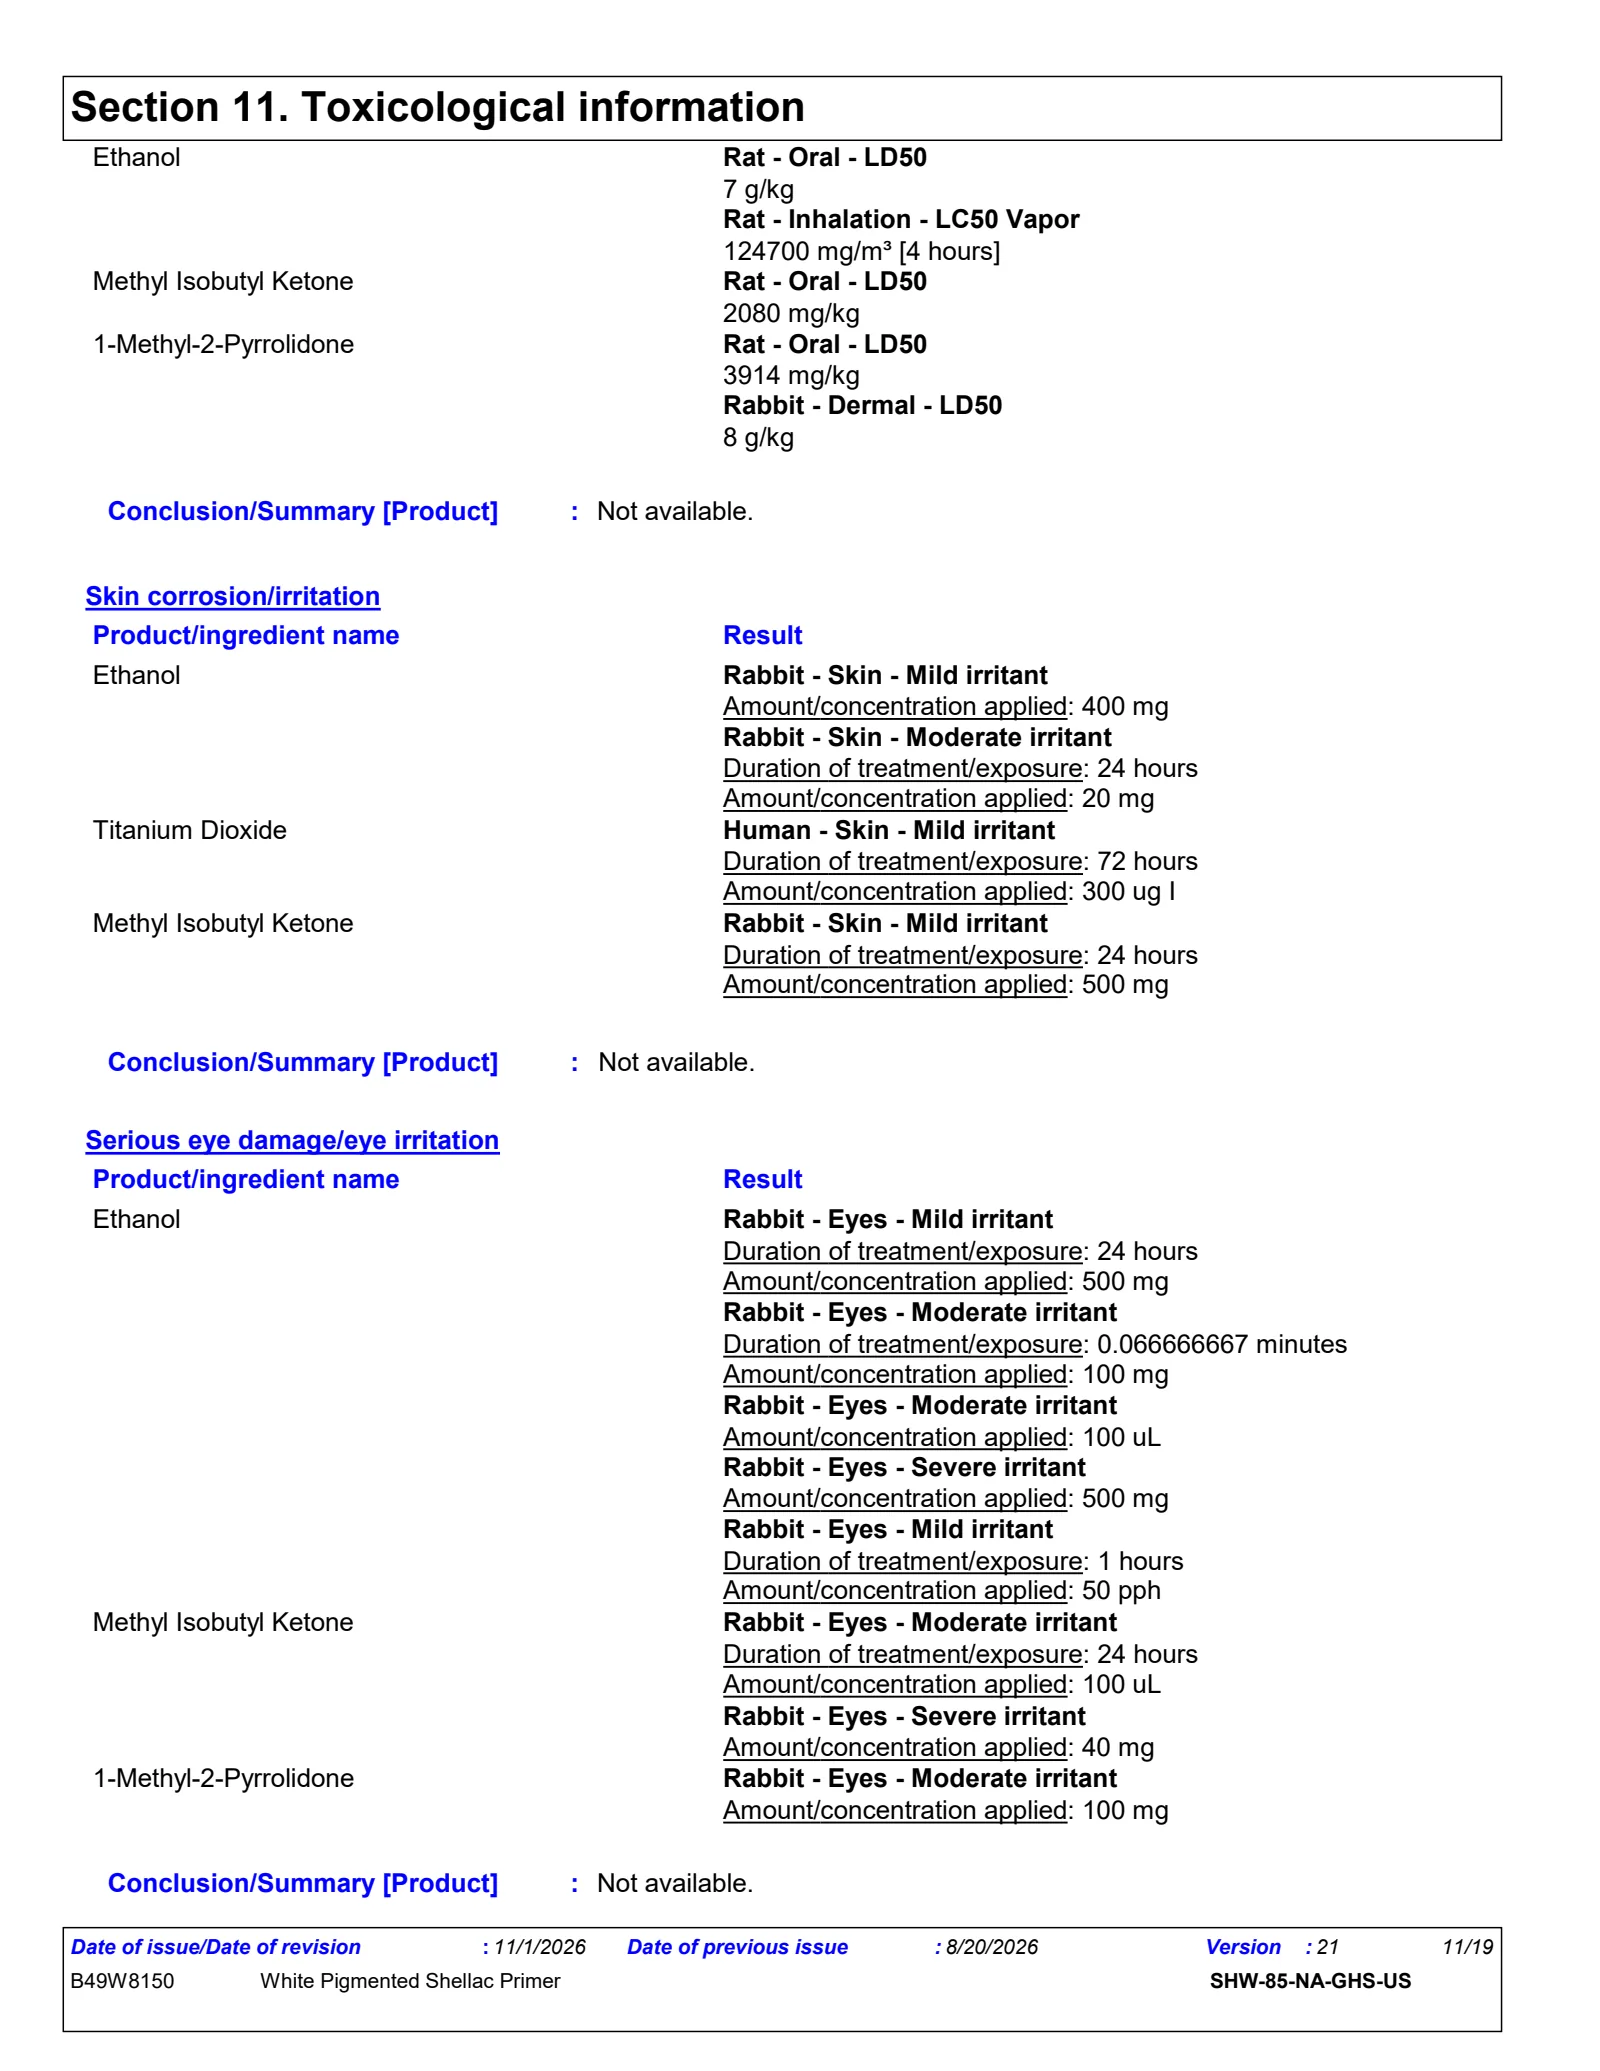 Section 11. Toxicological information
Ethanol Rat - Oral - LD50
7 g/kg
Rat - Inhalation - LC50 Vapor
124700 mg/m³ [4 hours]
Methyl Isobutyl Ketone Rat - Oral - LD50
2080 mg/kg
1-Methyl-2-Pyrrolidone Rat - Oral - LD50
3914 mg/kg
Rabbit - Dermal - LD50
8 g/kg
Conclusion/Summary [Product] : Not available.
Skin corrosion/irritation
Product/ingredient name Result
Ethanol Rabbit - Skin - Mild irritant
Amount/concentration applied: 400 mg
Rabbit - Skin - Moderate irritant
Duration of treatment/exposure: 24 hours
Amount/concentration applied: 20 mg
Titanium Dioxide Human - Skin - Mild irritant
Duration of treatment/exposure: 72 hours
Amount/concentration applied: 300 ug I
Methyl Isobutyl Ketone Rabbit - Skin - Mild irritant
Duration of treatment/exposure: 24 hours
Amount/concentration applied: 500 mg
Conclusion/Summary [Product] : Not available.
Serious eye damage/eye irritation
Product/ingredient name Result
Ethanol Rabbit - Eyes - Mild irritant
Duration of treatment/exposure: 24 hours
Amount/concentration applied: 500 mg
Rabbit - Eyes - Moderate irritant
Duration of treatment/exposure: 0.066666667 minutes
Amount/concentration applied: 100 mg
Rabbit - Eyes - Moderate irritant
Amount/concentration applied: 100 uL
Rabbit - Eyes - Severe irritant
Amount/concentration applied: 500 mg
Rabbit - Eyes - Mild irritant
Duration of treatment/exposure: 1 hours
Amount/concentration applied: 50 pph
Methyl Isobutyl Ketone Rabbit - Eyes - Moderate irritant
Duration of treatment/exposure: 24 hours
Amount/concentration applied: 100 uL
Rabbit - Eyes - Severe irritant
Amount/concentration applied: 40 mg
1-Methyl-2-Pyrrolidone Rabbit - Eyes - Moderate irritant
Amount/concentration applied: 100 mg
Conclusion/Summary [Product] : Not available.
Date of issue/Date of revision : 11/1/2026 Date of previous issue : 8/20/2026 Version : 21 11/19
B49W8150 White Pigmented Shellac Primer SHW-85-NA-GHS-US